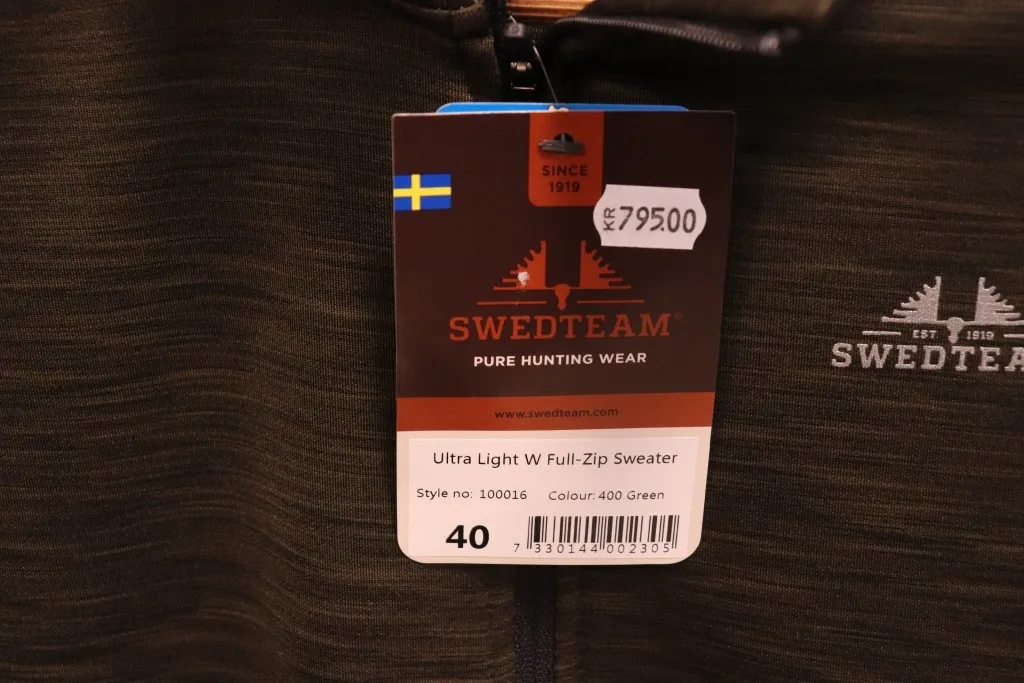 SINCE
1919
KR 795.00
SWEDTEAM®
PURE HUNTING WEAR
www.swedteam.com
Ultra Light W Full-Zip Sweater
Style no: 100016 Colour: 400 Green
40
7 330144 002305
EST. 1919
SWEDTEA